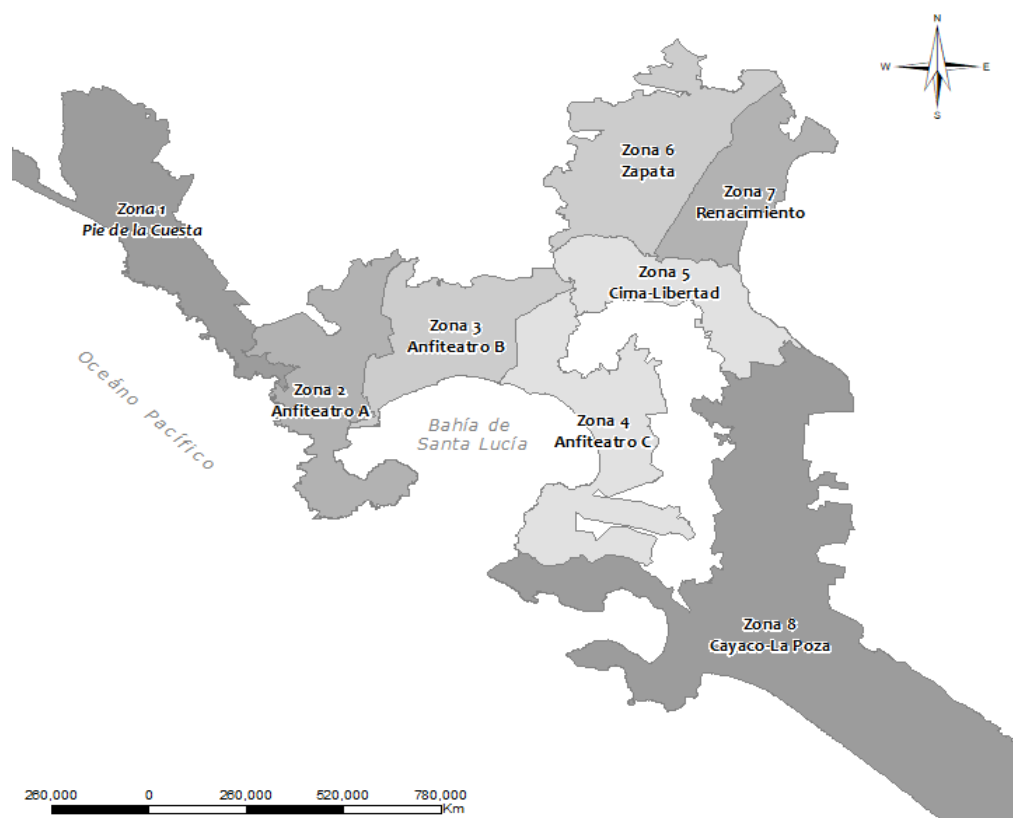 N
W
E
S
Zona 6
Zapata
Zona 7
Renacimiento
Zona 1
Pie de la Cuesta
Zona 5
Cima-Libertad
Zona 3
Anfiteatro B
Zona 2
Anfiteatro A
Zona 4
Anfiteatro C
Oceáno Pacífico
Bahía de
Santa Lucía
Zona 8
Cayaco-La Poza
260,000 0 260,000 520,000 780,000
Km